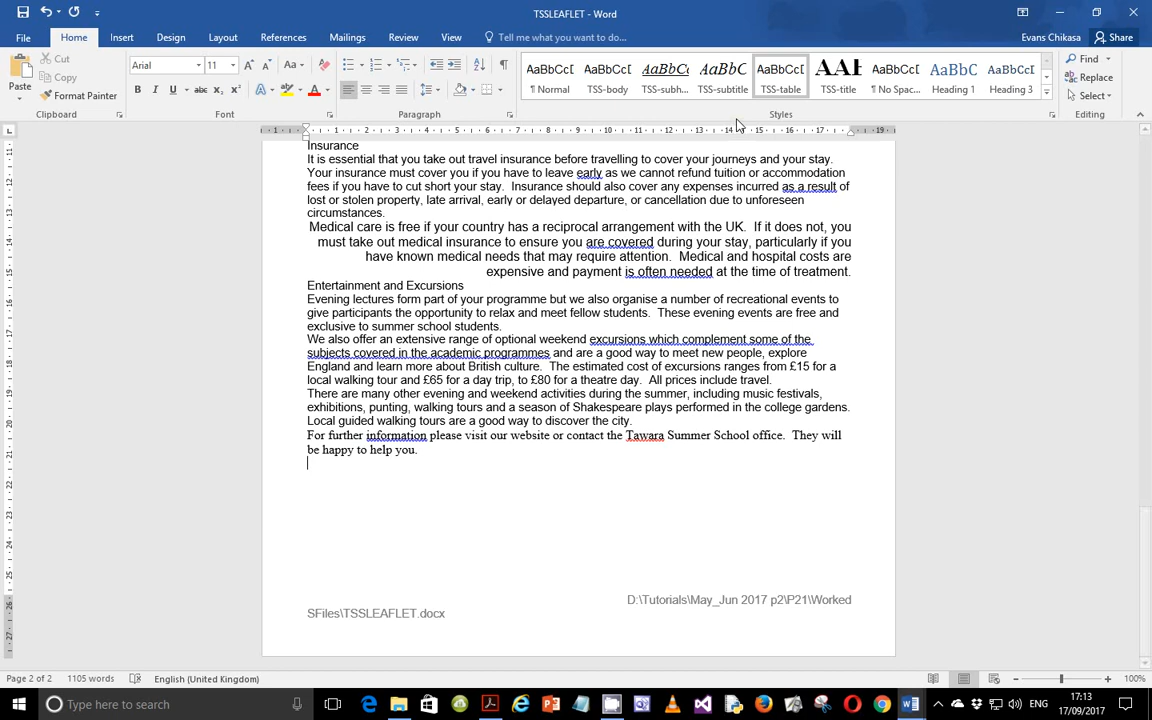 TSSLEAFLET - Word
File Home Insert Design Layout References Mailings Review View Tell me what you want to do... Evans Chikasa Share
Paste Cut Copy Format Painter Clipboard
Arial 11 Aa B I U abc X₂ X² A A Font
Paragraph
AaBbCcD AaBbCcD AaBbCc AaBbC AaBbCcD AaBb AaBbCcD AaBbC AaBbCcD
¶ Normal TSS-body TSS-subh... TSS-subtitle TSS-table TSS-title ¶ No Spac... Heading 1 Heading 3
Styles
Find Replace Select Editing
Insurance
It is essential that you take out travel insurance before travelling to cover your journeys and your stay.
Your insurance must cover you if you have to leave early as we cannot refund tuition or accommodation
fees if you have to cut short your stay. Insurance should also cover any expenses incurred as a result of
lost or stolen property, late arrival, early or delayed departure, or cancellation due to unforeseen
circumstances.
Medical care is free if your country has a reciprocal arrangement with the UK. If it does not, you
must take out medical insurance to ensure you are covered during your stay, particularly if you
have known medical needs that may require attention. Medical and hospital costs are
expensive and payment is often needed at the time of treatment.
Entertainment and Excursions
Evening lectures form part of your programme but we also organise a number of recreational events to
give participants the opportunity to relax and meet fellow students. These evening events are free and
exclusive to summer school students.
We also offer an extensive range of optional weekend excursions which complement some of the
subjects covered in the academic programmes and are a good way to meet new people, explore
England and learn more about British culture. The estimated cost of excursions ranges from £15 for a
local walking tour and £65 for a day trip, to £80 for a theatre day. All prices include travel.
There are many other evening and weekend activities during the summer, including music festivals,
exhibitions, punting, walking tours and a season of Shakespeare plays performed in the college gardens.
Local guided walking tours are a good way to discover the city.
For further information please visit our website or contact the Tawara Summer School office. They will
be happy to help you.
D:\Tutorials\May_Jun 2017 p2\P21\Worked
SFiles\TSSLEAFLET.docx
Page 2 of 2 1105 words English (United Kingdom) 100%
Type here to search ENG 17:13
17/09/2017